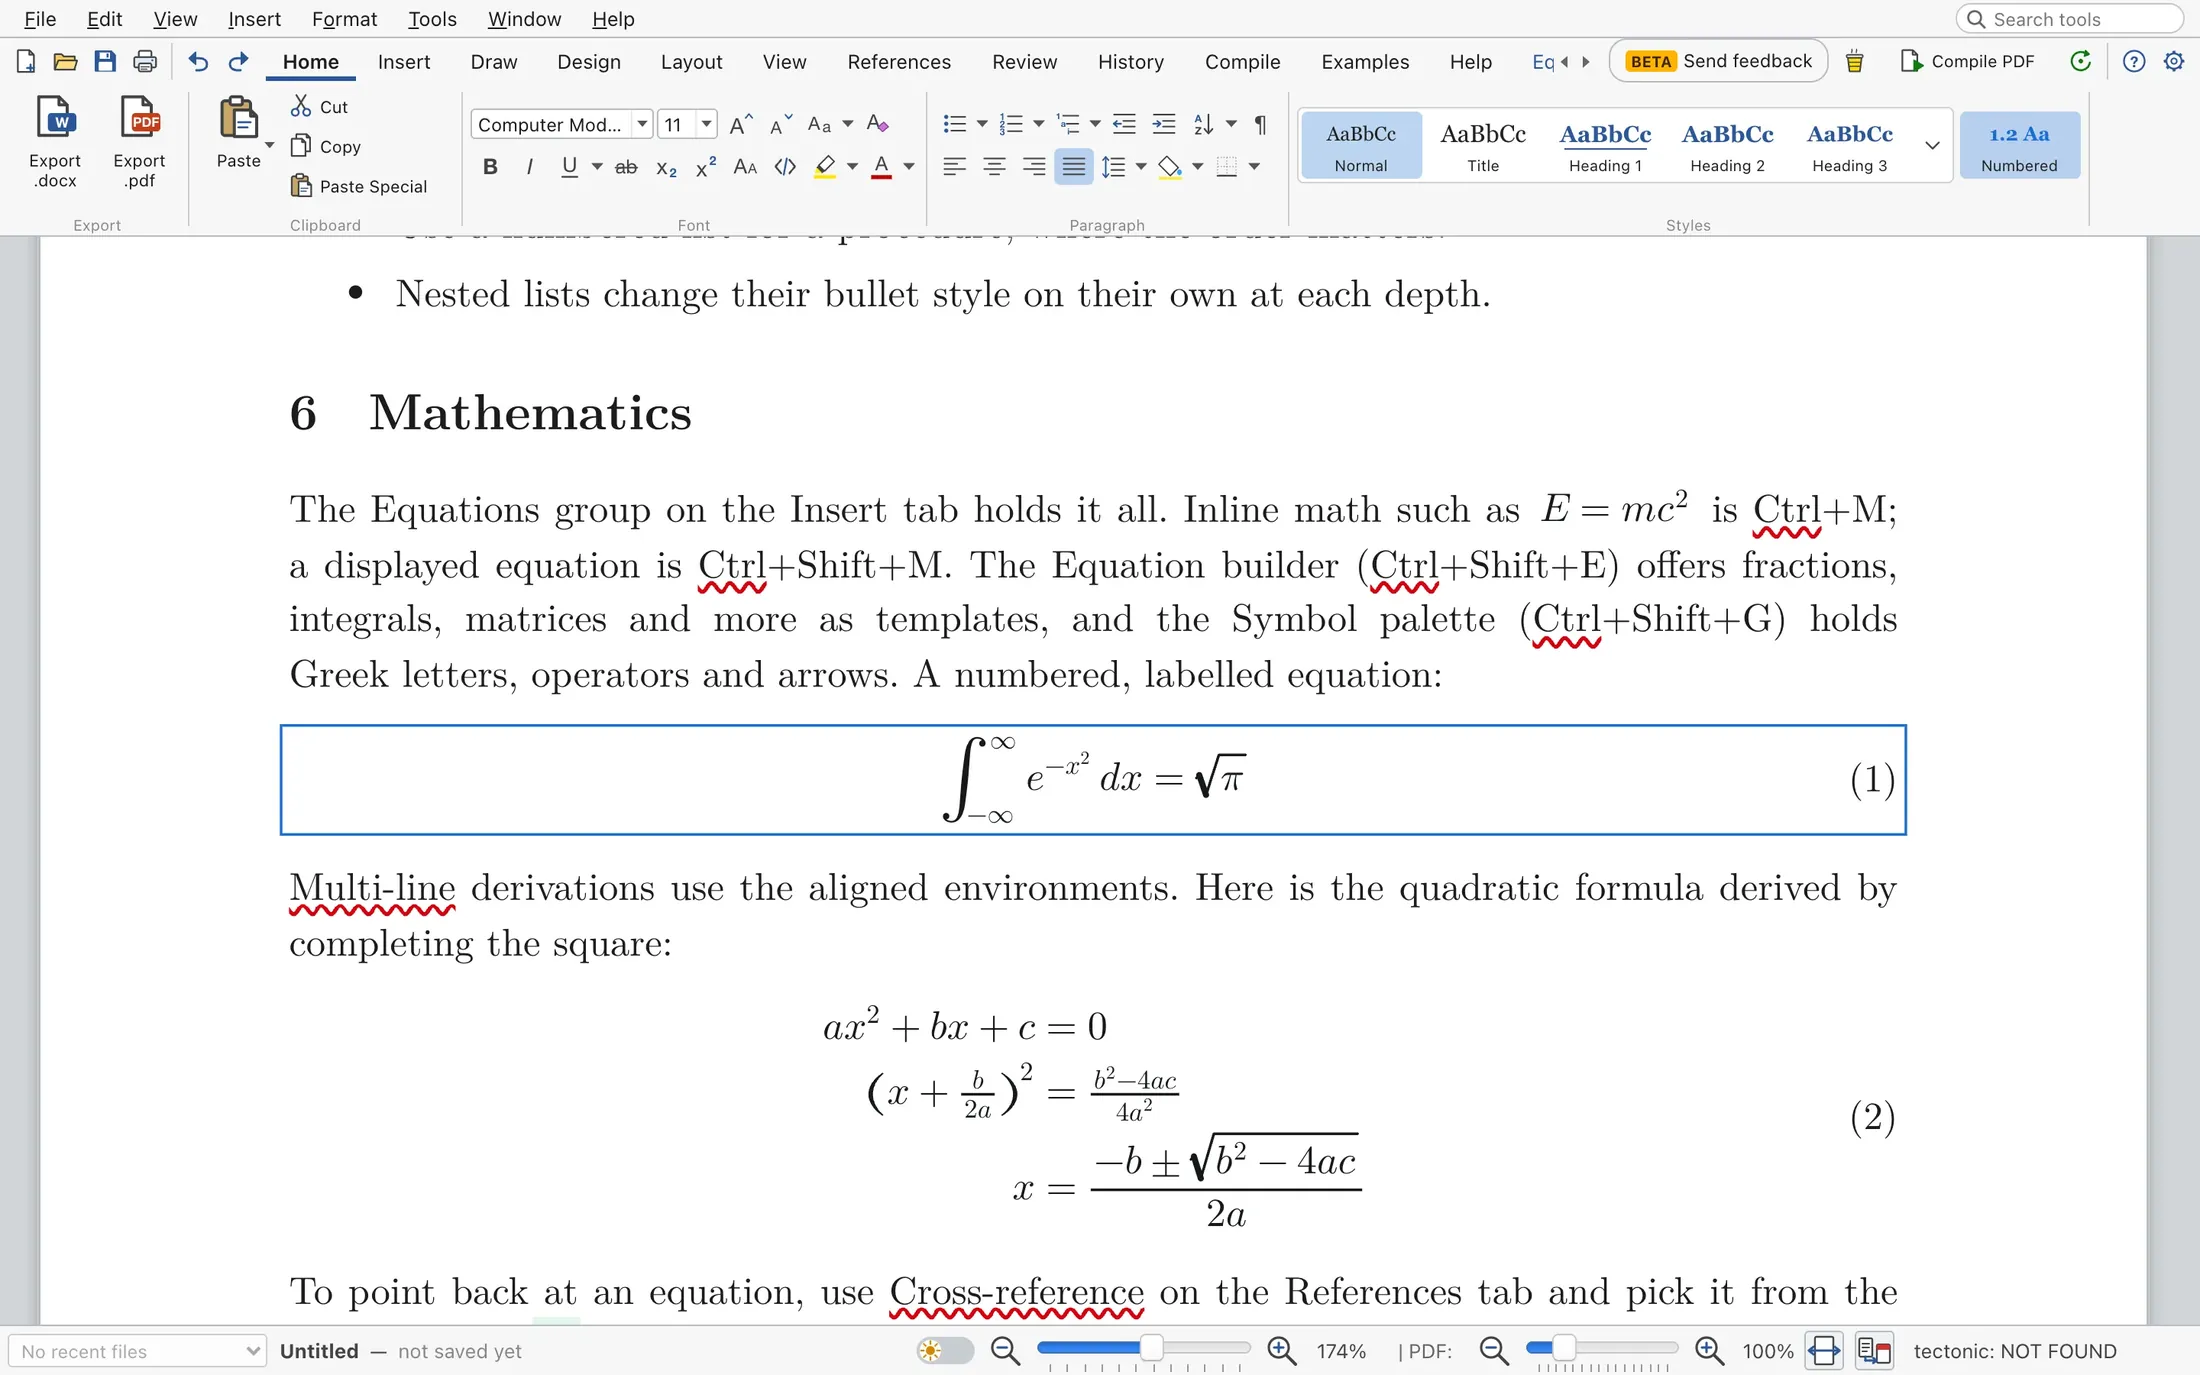 File Edit View Insert Format Tools Window Help Search tools
Home Insert Draw Design Layout View References Review History Compile Examples Help Eq BETA Send feedback Compile PDF
Export .docx
Export .pdf
Export
Paste
Cut
Copy
Paste Special
Clipboard
Computer Mod... 11
Font
Paragraph
AaBbCc Normal
AaBbCc Title
AaBbCc Heading 1
AaBbCc Heading 2
AaBbCc Heading 3
1.2 Aa Numbered
Styles
• Nested lists change their bullet style on their own at each depth.
6 Mathematics
The Equations group on the Insert tab holds it all. Inline math such as E = mc² is Ctrl+M;
a displayed equation is Ctrl+Shift+M. The Equation builder (Ctrl+Shift+E) offers fractions,
integrals, matrices and more as templates, and the Symbol palette (Ctrl+Shift+G) holds
Greek letters, operators and arrows. A numbered, labelled equation:
∫_{−∞}^{∞} e^{−x²} dx = √π (1)
Multi-line derivations use the aligned environments. Here is the quadratic formula derived by
completing the square:
ax² + bx + c = 0
(x + b/2a)² = (b²−4ac)/4a² (2)
x = (−b ± √(b² − 4ac))/2a
To point back at an equation, use Cross-reference on the References tab and pick it from the
No recent files Untitled — not saved yet 174% | PDF: 100% tectonic: NOT FOUND